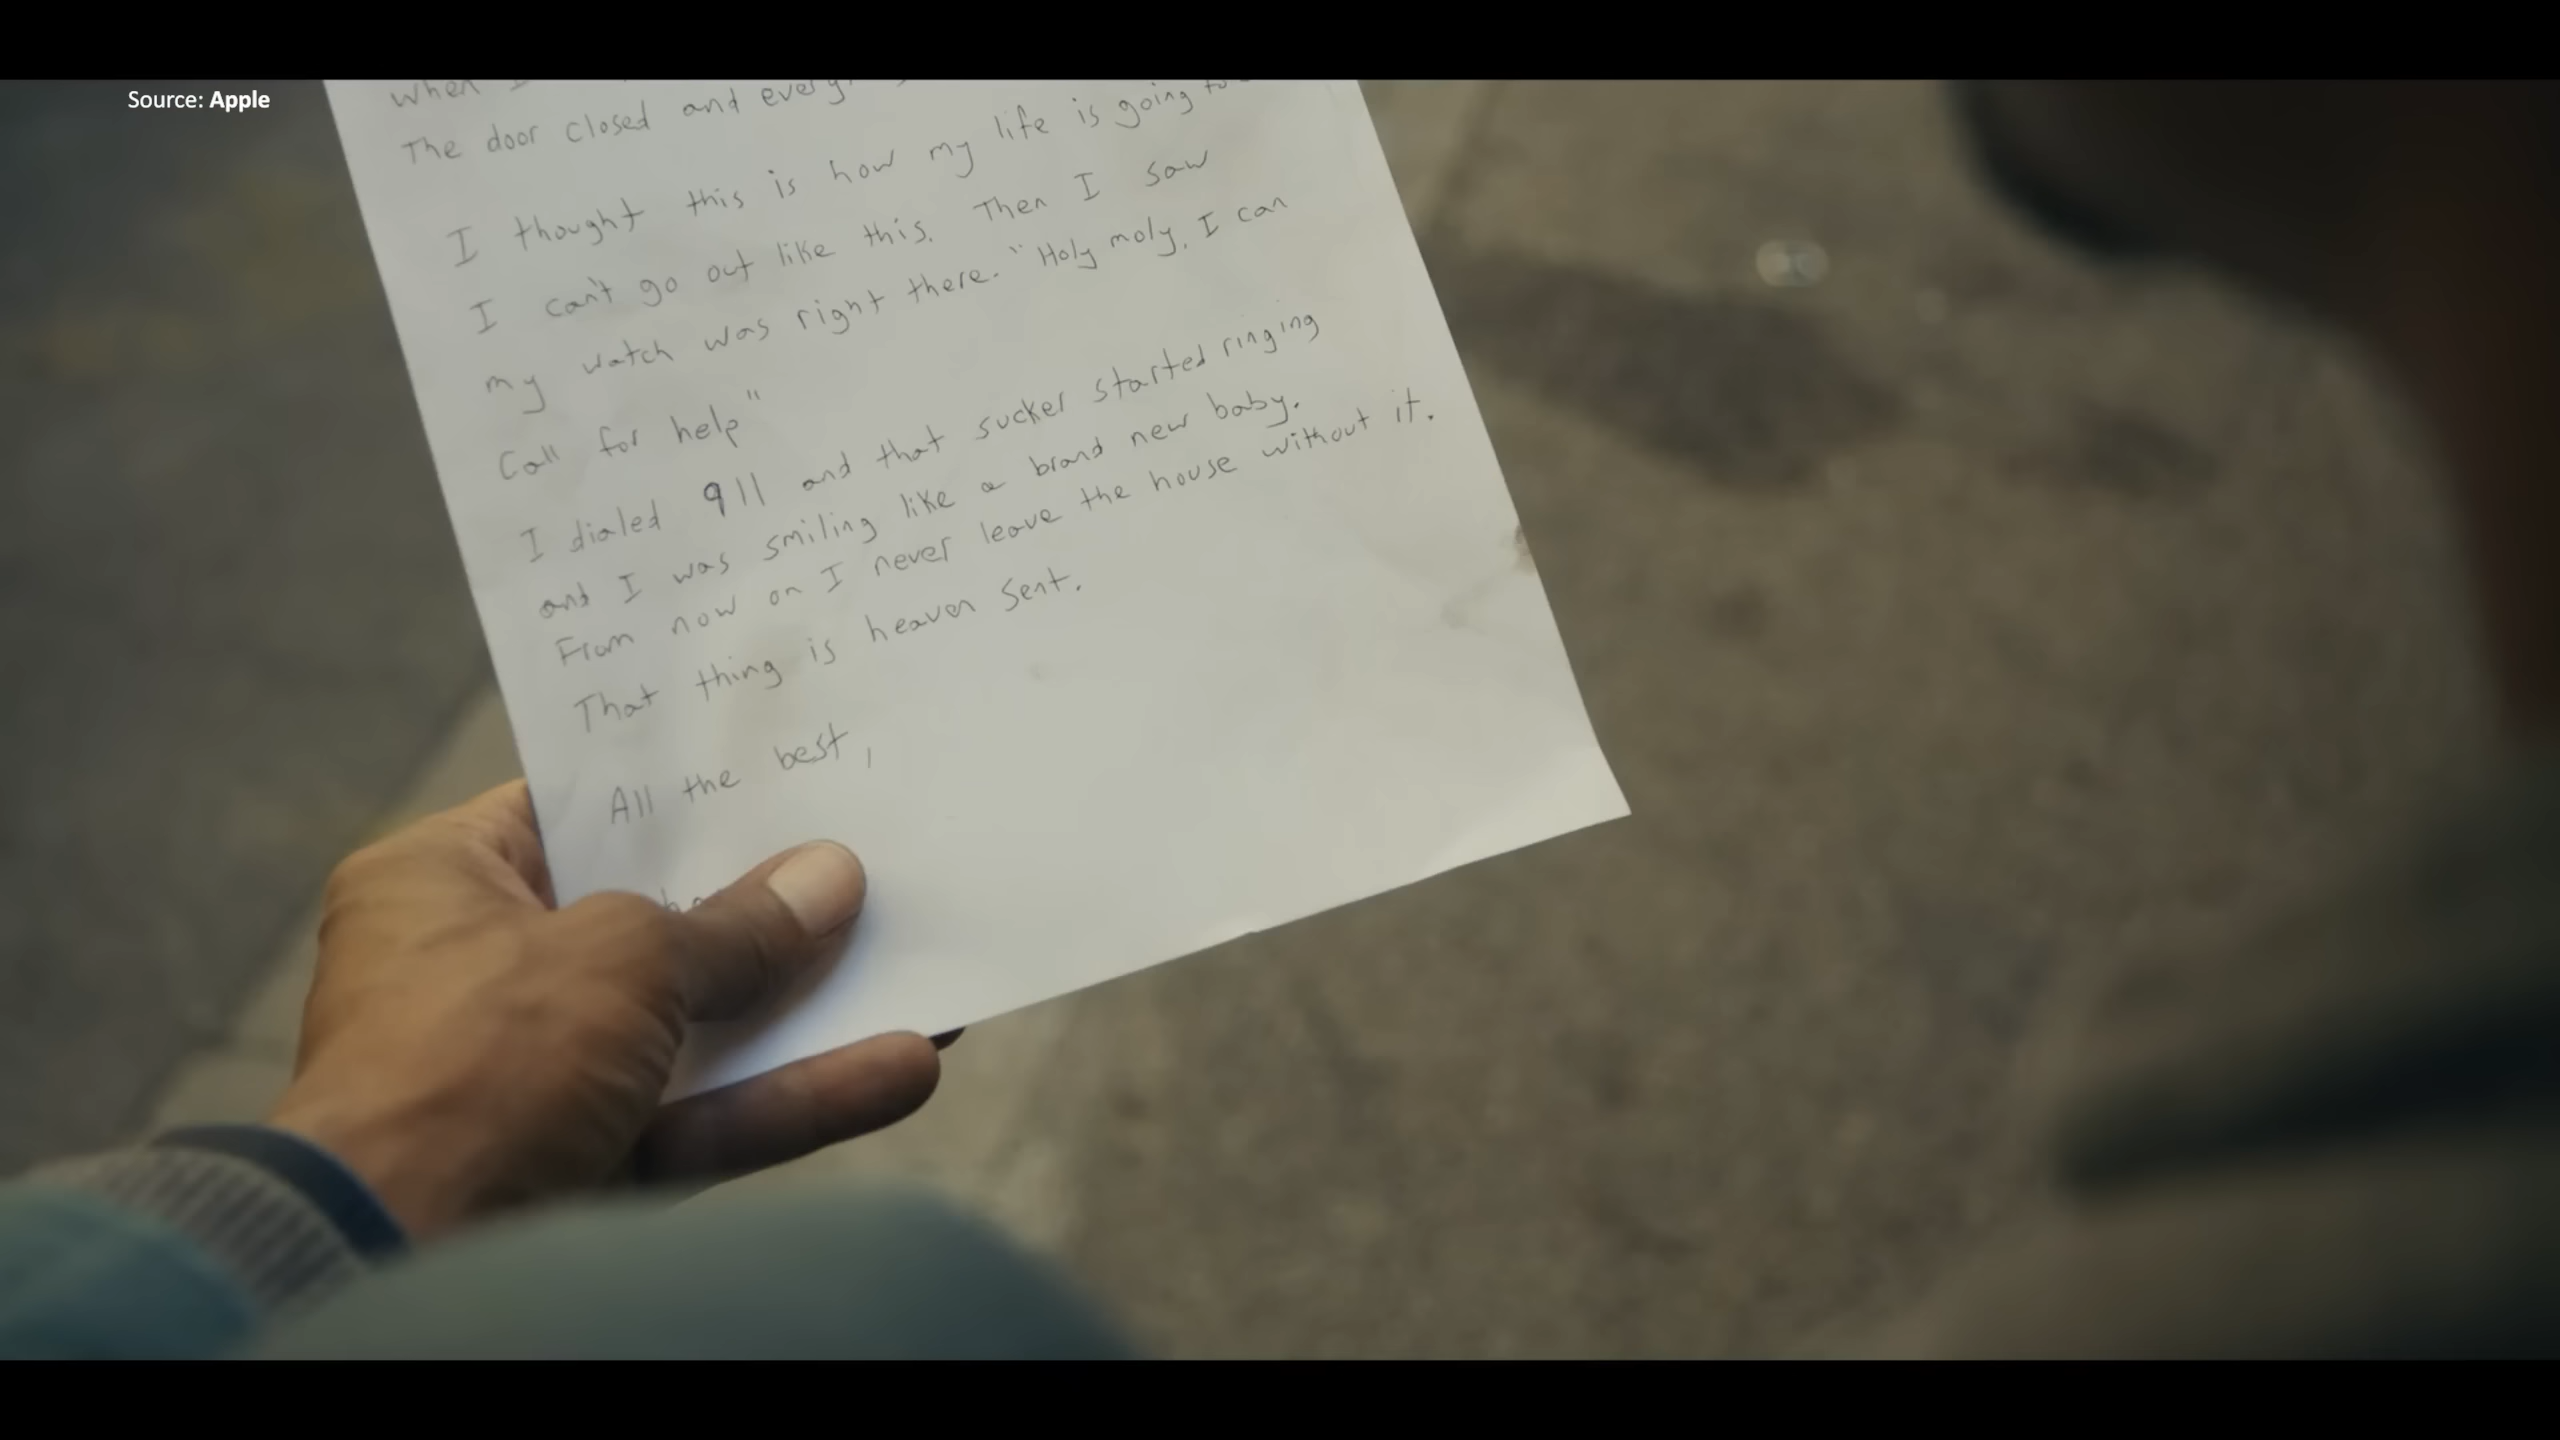 Source: Apple
When I
The door closed and every
I thought this is how my life is going to
I can't go out like this. Then I saw
my watch was right there. "Holy moly, I can
Call for help"
I dialed 911 and that sucker started ringing
and I was smiling like a brand new baby.
From now on I never leave the house without it.
That thing is heaven sent.
All the best,